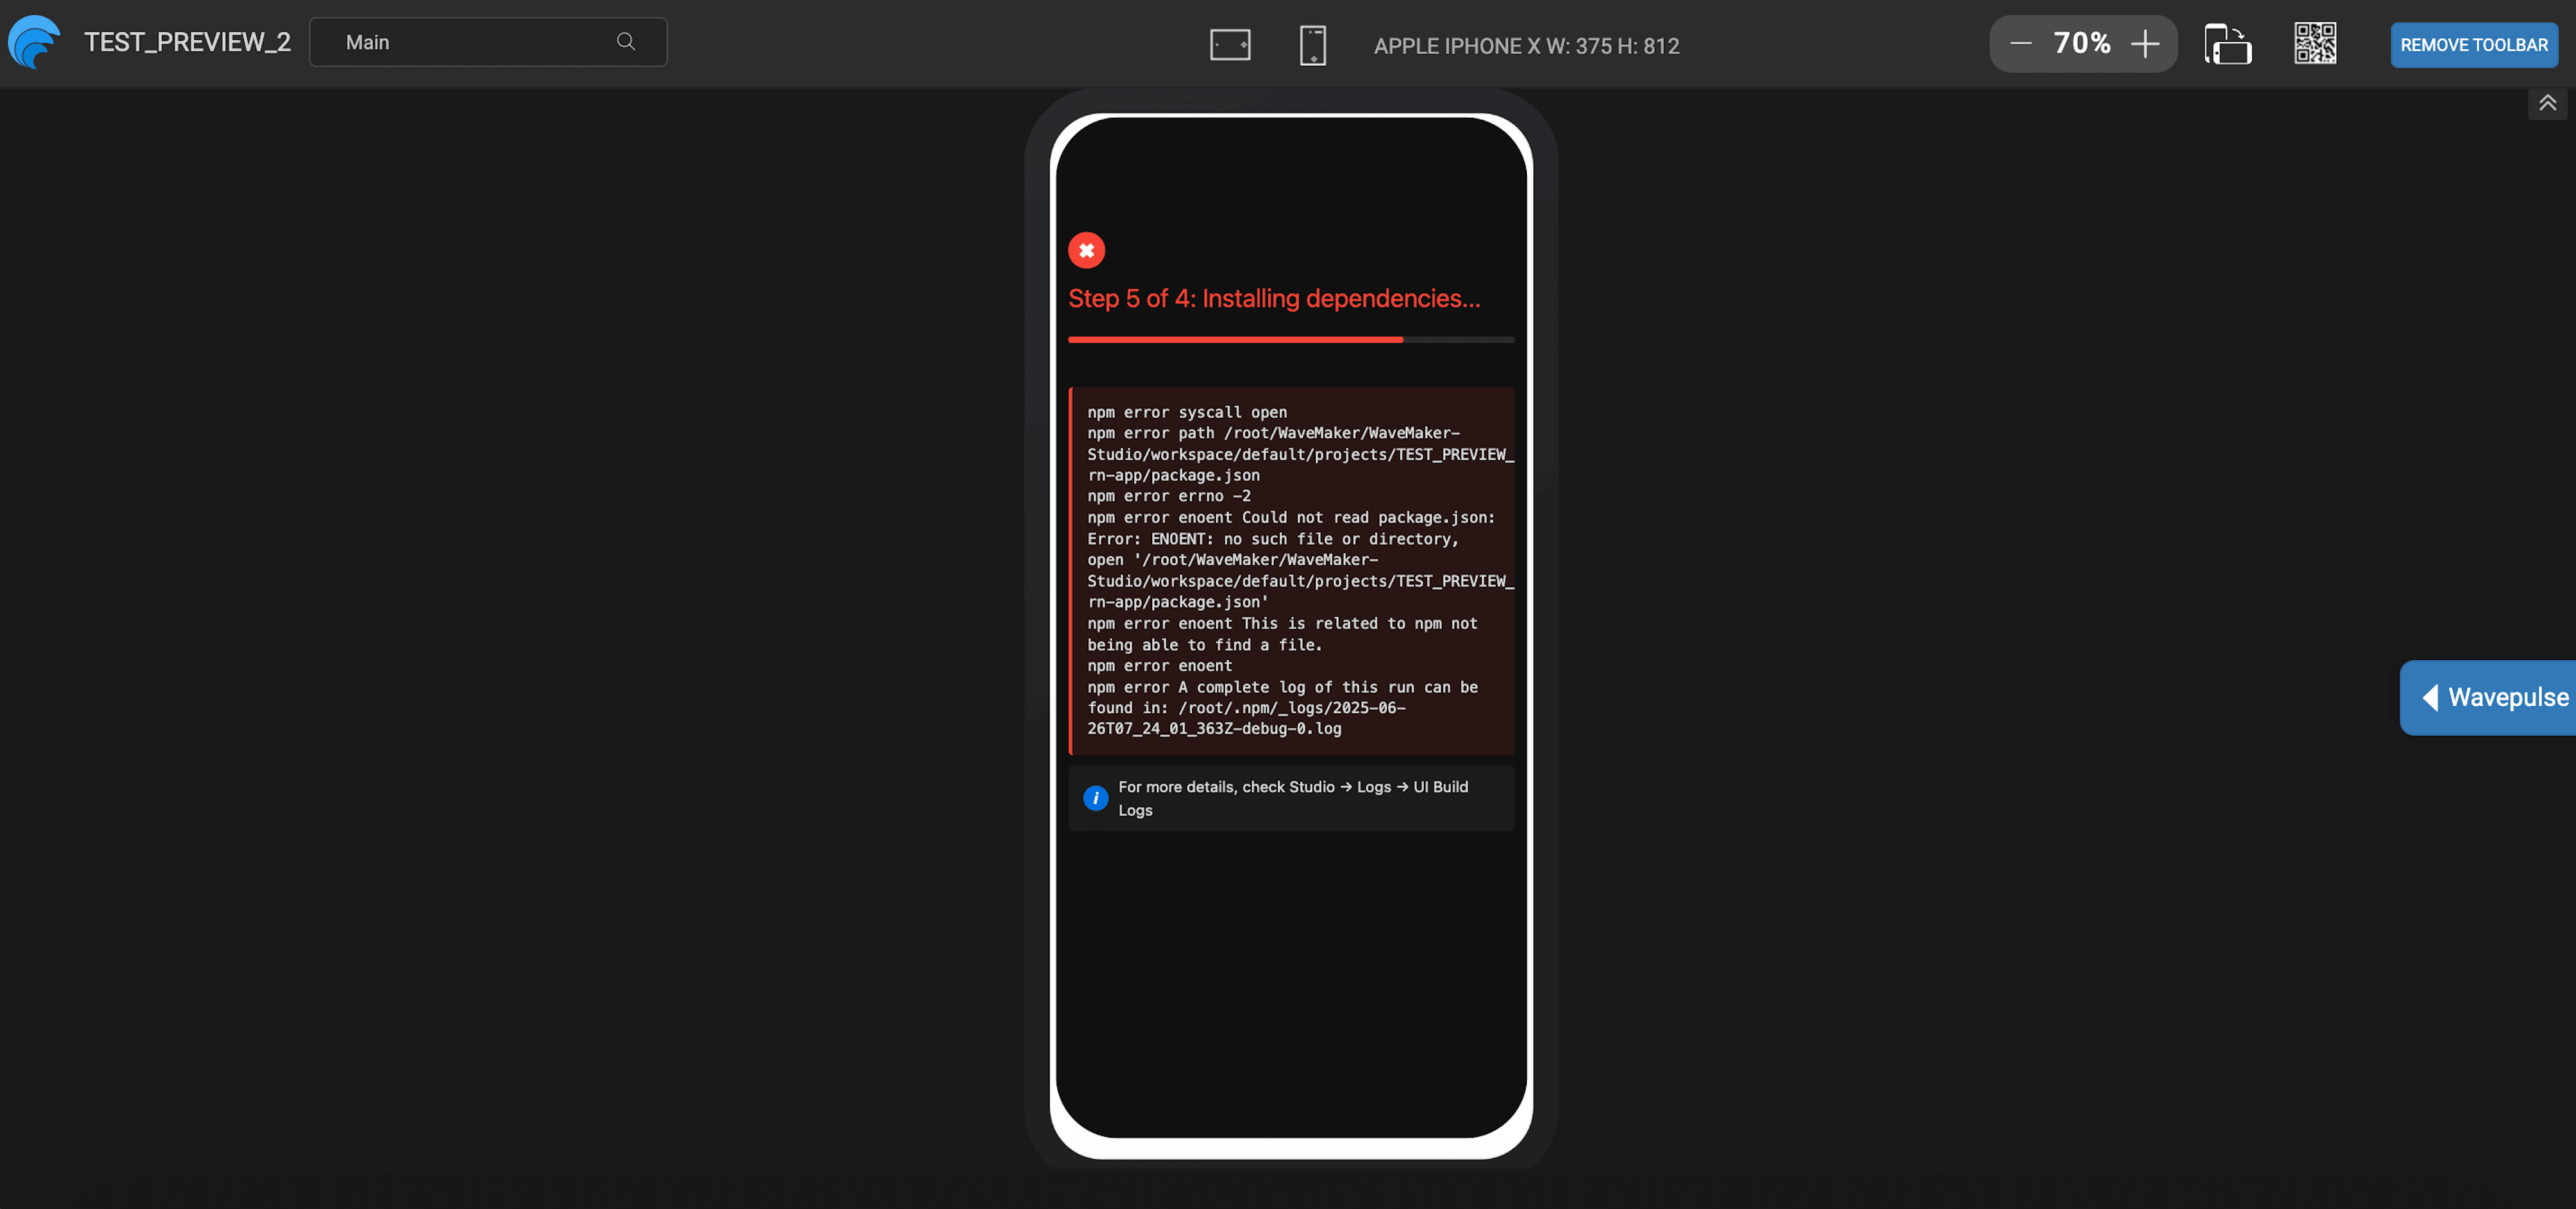 TEST_PREVIEW_2
Main
APPLE IPHONE X W: 375 H: 812
70%
REMOVE TOOLBAR
Step 5 of 4: Installing dependencies...
npm error syscall open
npm error path /root/WaveMaker/WaveMaker-
Studio/workspace/default/projects/TEST_PREVIEW_
rn-app/package.json
npm error errno -2
npm error enoent Could not read package.json:
Error: ENOENT: no such file or directory,
open '/root/WaveMaker/WaveMaker-
Studio/workspace/default/projects/TEST_PREVIEW_
rn-app/package.json'
npm error enoent This is related to npm not
being able to find a file.
npm error enoent
npm error A complete log of this run can be
found in: /root/.npm/_logs/2025-06-
26T07_24_01_363Z-debug-0.log
Wavepulse
For more details, check Studio → Logs → UI Build
Logs